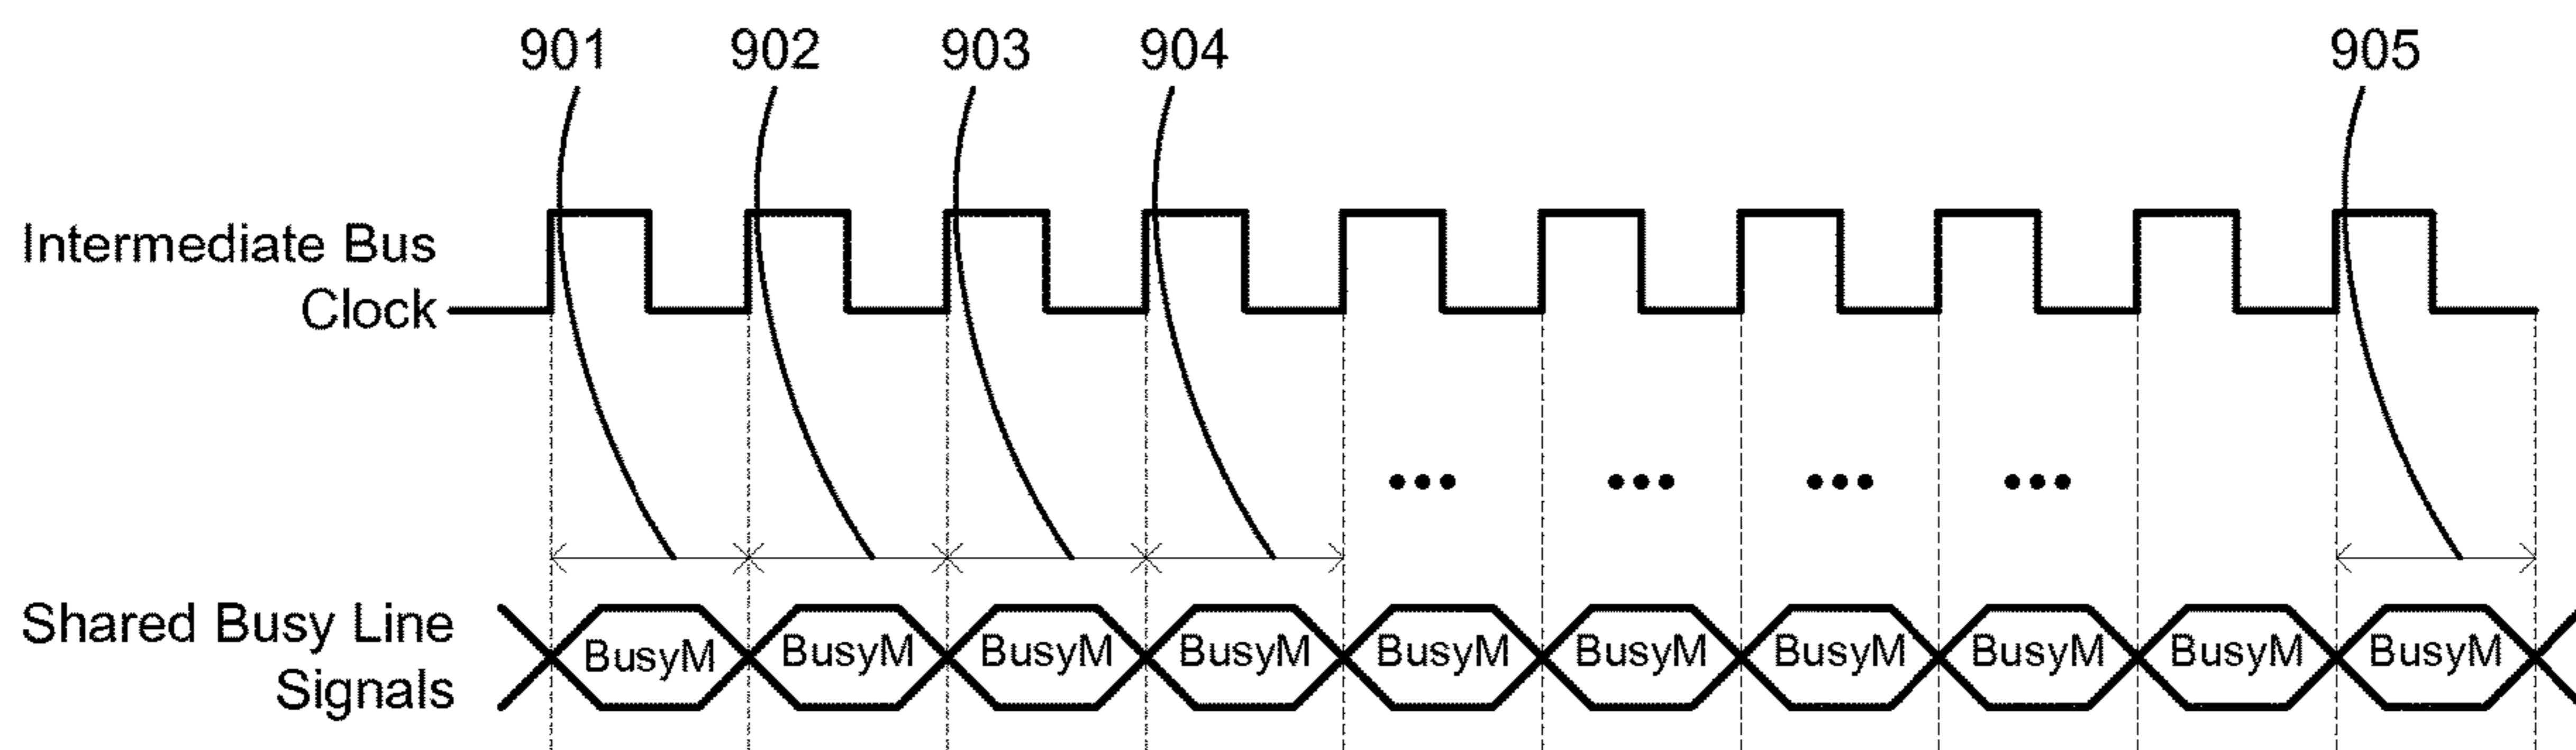 901 902 903 904 905
Intermediate Bus
Clock
••• ••• ••• •••
Shared Busy Line
Signals
BusyM BusyM BusyM BusyM BusyM BusyM BusyM BusyM BusyM BusyM